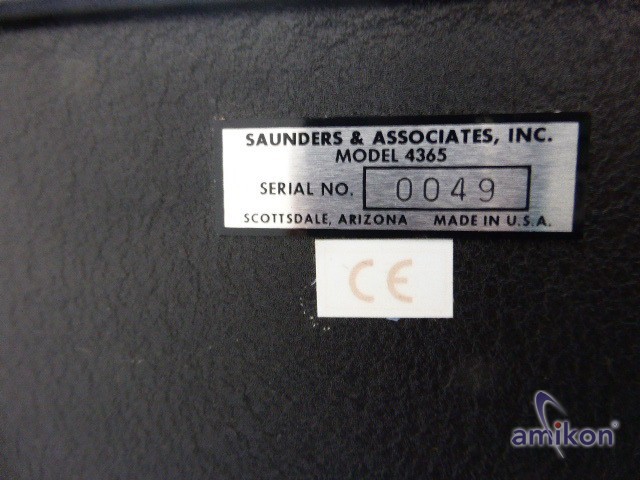 SAUNDERS & ASSOCIATES, INC.
MODEL 4365
SERIAL NO. 0049
SCOTTSDALE, ARIZONA MADE IN U.S.A.
CE
amikon®